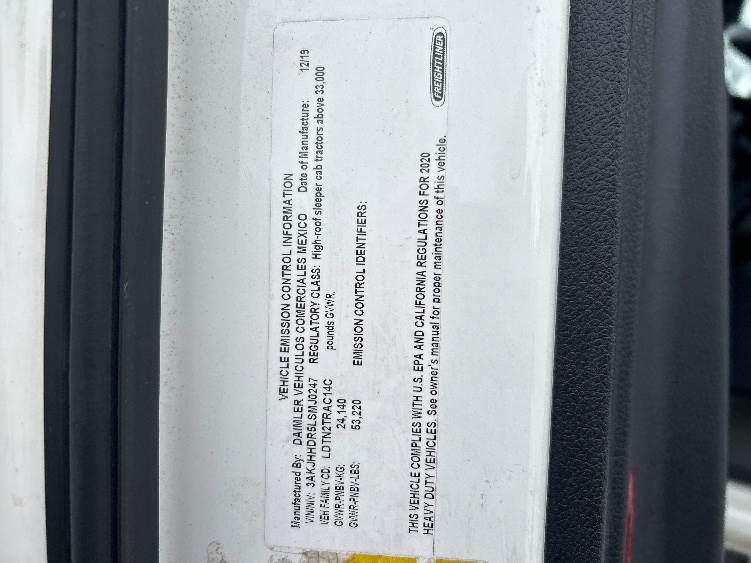 VEHICLE EMISSION CONTROL INFORMATION
Manufactured By: DAIMLER VEHICULOS COMERCIALES MEXICO Date of Manufacture: 12/19
VIN/NIV: 3AKJHHDR5LSMJ0247 REGULATORY CLASS: High-roof sleeper cab tractors above 33,000
VEH FAMILY CD: LDTN2TRAC14C pounds GVWR.
GVWR-PNBV-KG: 24,140
GVWR-PNBV-LBS: 53,220 EMISSION CONTROL IDENTIFIERS:
THIS VEHICLE COMPLIES WITH U.S. EPA AND CALIFORNIA REGULATIONS FOR 2020
HEAVY DUTY VEHICLES. See owner's manual for proper maintenance of this vehicle.
FREIGHTLINER